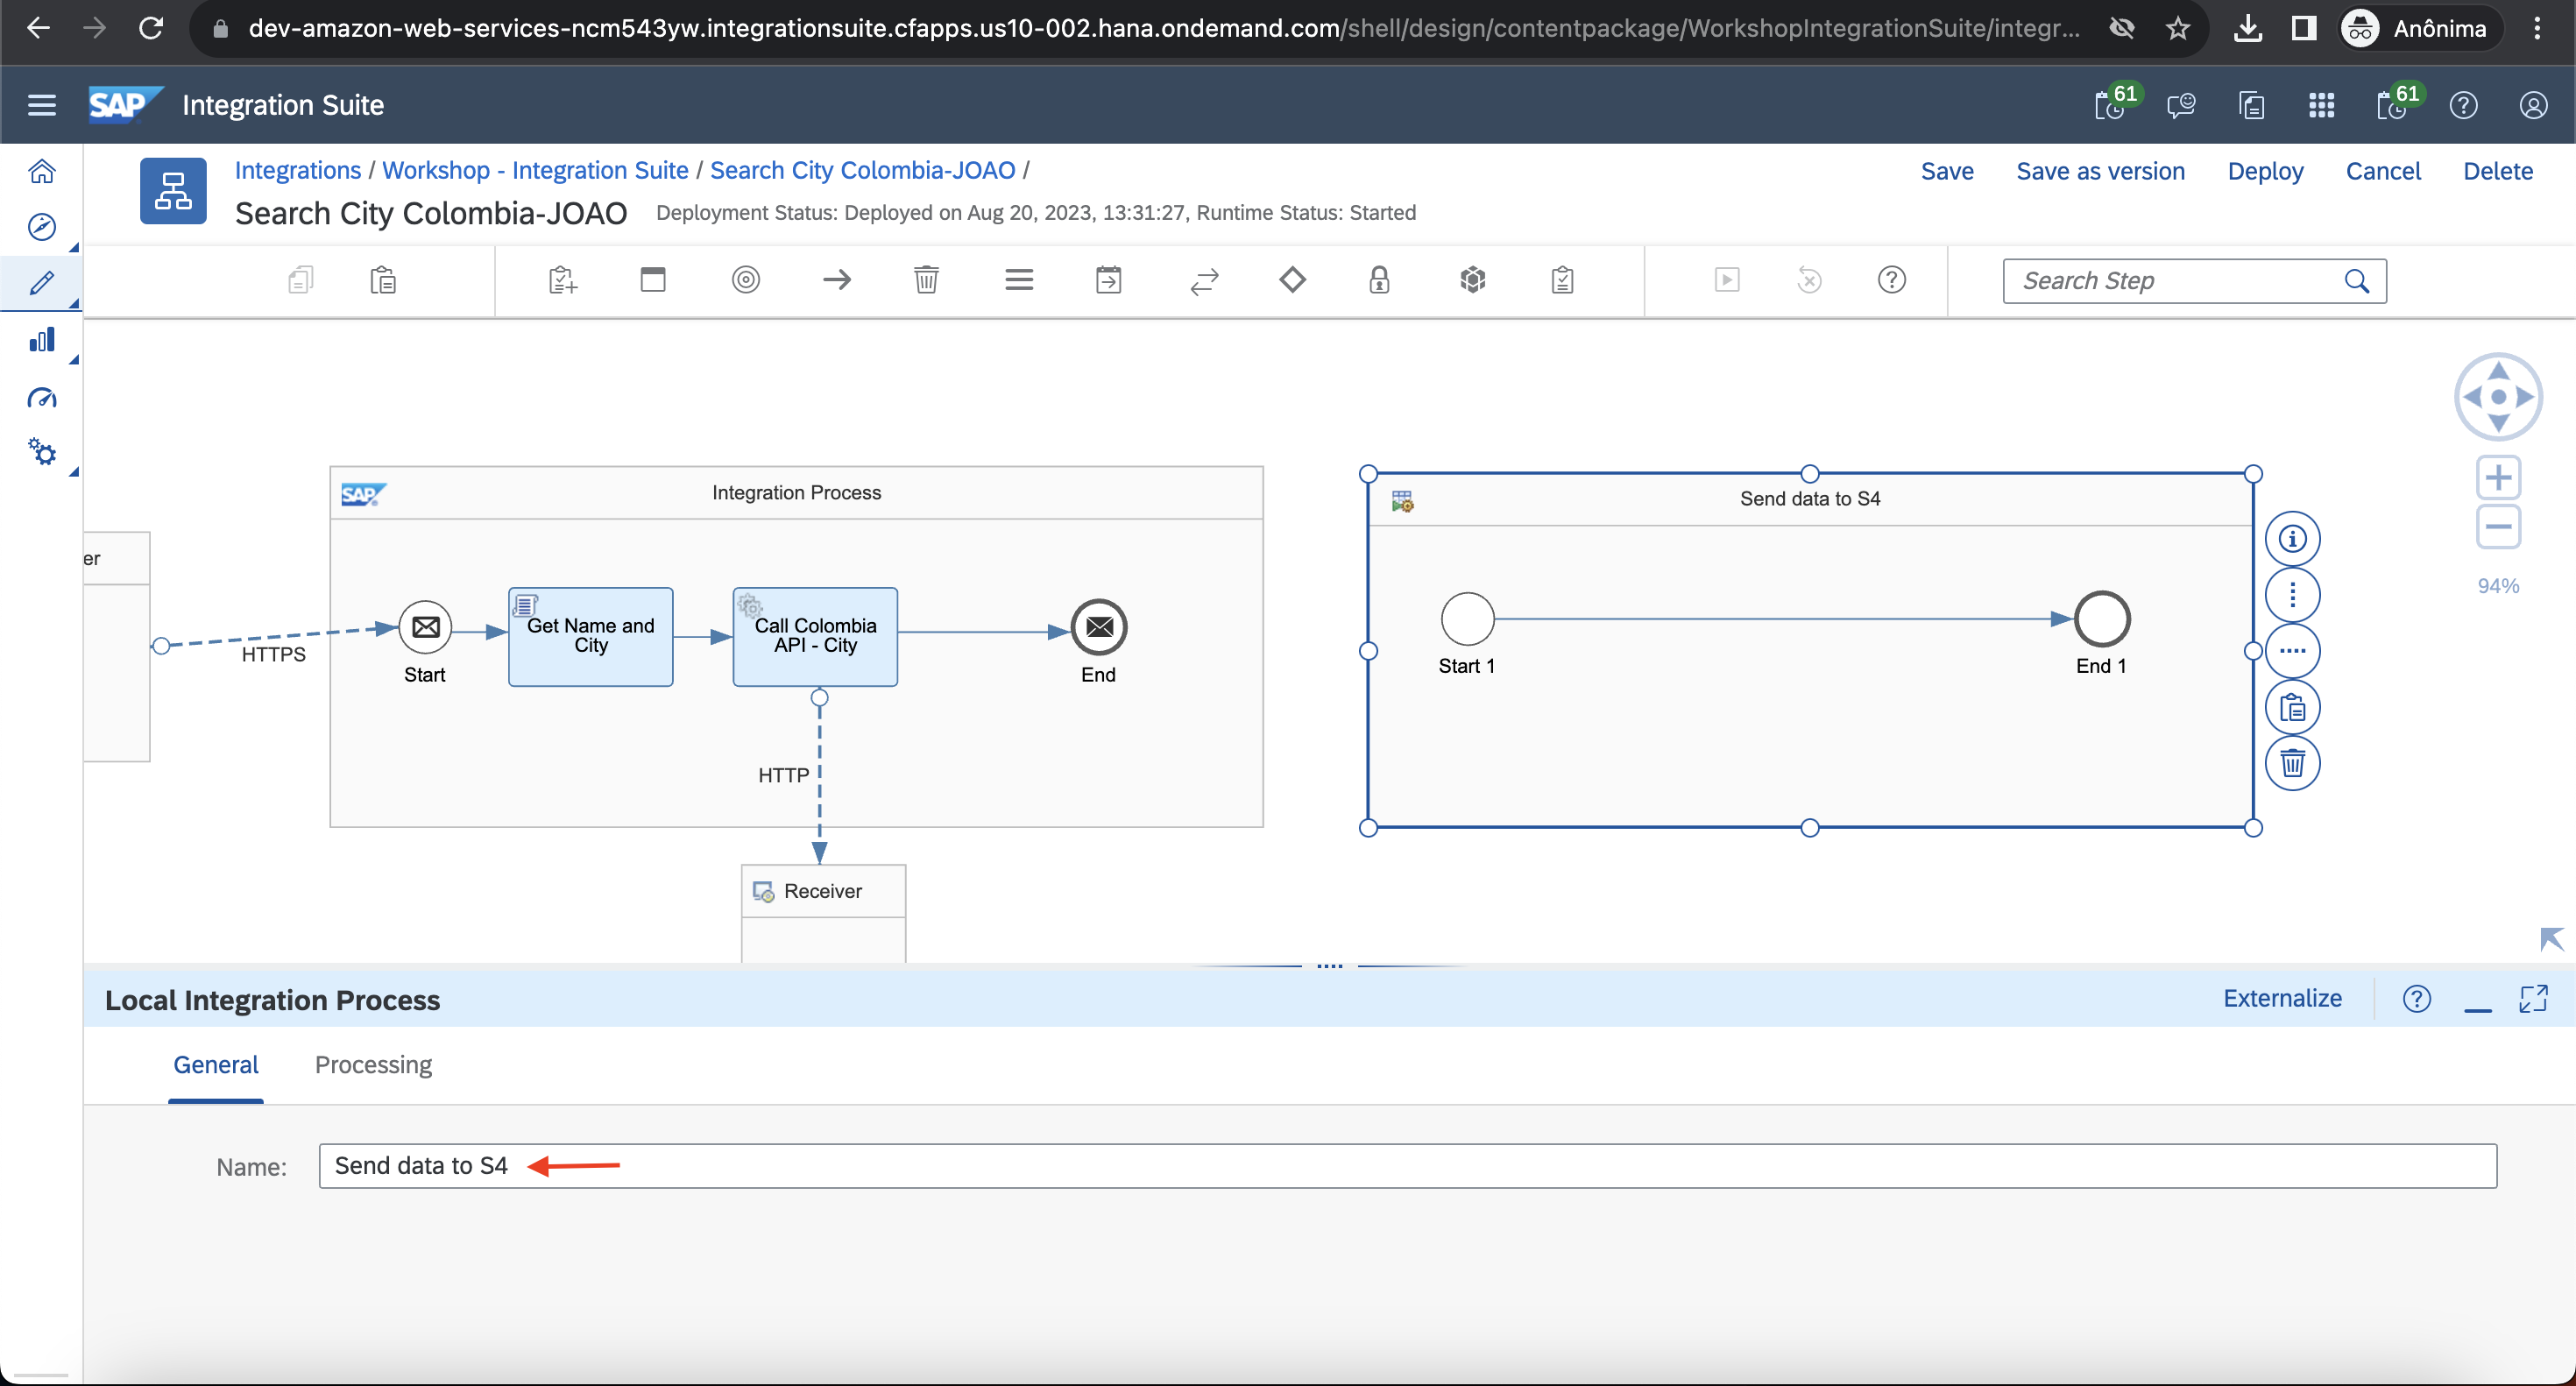 dev-amazon-web-services-ncm543yw.integrationsuite.cfapps.us10-002.hana.ondemand.com/shell/design/contentpackage/WorkshopIntegrationSuite/integr...
Anônima
SAP Integration Suite
61
61
Integrations / Workshop - Integration Suite / Search City Colombia-JOAO /
Save Save as version Deploy Cancel Delete
Search City Colombia-JOAO Deployment Status: Deployed on Aug 20, 2023, 13:31:27, Runtime Status: Started
Search Step
SAP Integration Process
Send data to S4
er
94%
HTTPS
Start
Get Name and
City
Call Colombia
API - City
End
Start 1
End 1
HTTP
Receiver
Local Integration Process
Externalize
General Processing
Name: Send data to S4